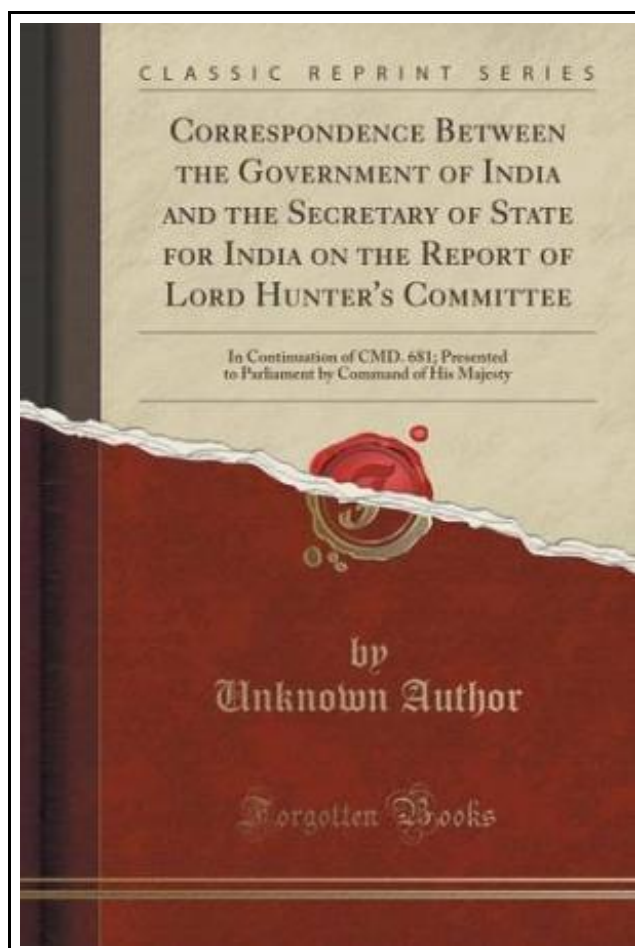 CLASSIC REPRINT SERIES
CORRESPONDENCE BETWEEN
THE GOVERNMENT OF INDIA
AND THE SECRETARY OF STATE
FOR INDIA ON THE REPORT OF
LORD HUNTER'S COMMITTEE
In Continuation of CMD. 681; Presented
to Parliament by Command of His Majesty
by
Unknown Author
Forgotten Books